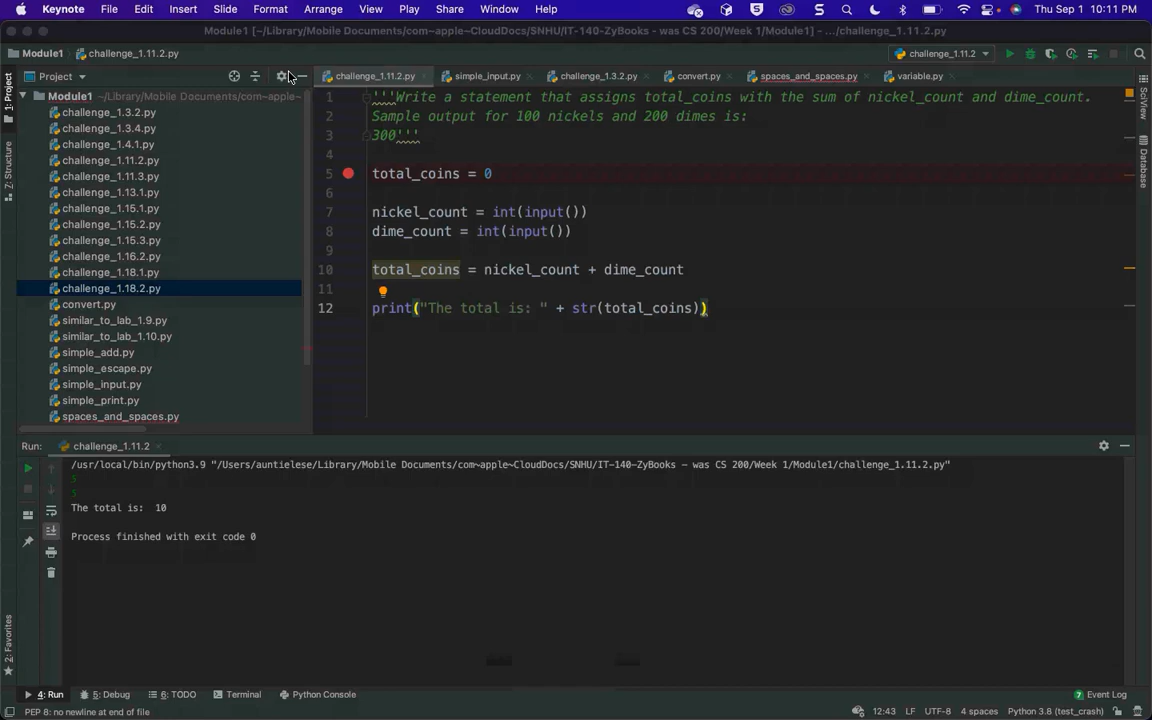 Keynote File Edit Insert Slide Format Arrange View Play Share Window Help Thu Sep 1 10:11 PM
Module1 [~/Library/Mobile Documents/com~apple~CloudDocs/SNHU/IT-140-ZyBooks – was CS 200/Week 1/Module1] – .../challenge_1.11.2.py
Module1 challenge_1.11.2.py challenge_1.11.2
Project challenge_1.11.2.py simple_input.py challenge_1.3.2.py convert.py spaces_and_spaces.py variable.py
1: Project
Z: Structure
2: Favorites
SciView
Database
Module1 ~/Library/Mobile Documents/com~apple~
challenge_1.3.2.py
challenge_1.3.4.py
challenge_1.4.1.py
challenge_1.11.2.py
challenge_1.11.3.py
challenge_1.13.1.py
challenge_1.15.1.py
challenge_1.15.2.py
challenge_1.15.3.py
challenge_1.16.2.py
challenge_1.18.1.py
challenge_1.18.2.py
convert.py
similar_to_lab_1.9.py
similar_to_lab_1.10.py
simple_add.py
simple_escape.py
simple_input.py
simple_print.py
spaces_and_spaces.py
1 '''Write a statement that assigns total_coins with the sum of nickel_count and dime_count.
2 Sample output for 100 nickels and 200 dimes is:
3 300'''
4
5 total_coins = 0
6
7 nickel_count = int(input())
8 dime_count = int(input())
9
10 total_coins = nickel_count + dime_count
11
12 print("The total is: " + str(total_coins))
Run: challenge_1.11.2
/usr/local/bin/python3.9 "/Users/auntielese/Library/Mobile Documents/com~apple~CloudDocs/SNHU/IT-140-ZyBooks – was CS 200/Week 1/Module1/challenge_1.11.2.py"
5
5
The total is:  10
Process finished with exit code 0
4: Run 5: Debug 6: TODO Terminal Python Console 7 Event Log
PEP 8: no newline at end of file 12:43 LF UTF-8 4 spaces Python 3.8 (test_crash)